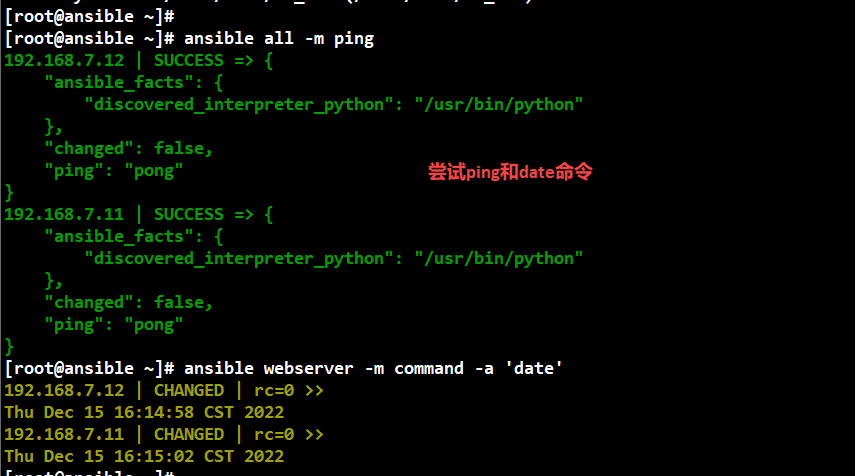 [root@ansible ~]#
[root@ansible ~]# ansible all -m ping
192.168.7.12 | SUCCESS => {
    "ansible_facts": {
        "discovered_interpreter_python": "/usr/bin/python"
    },
    "changed": false,
    "ping": "pong"
尝试ping和date命令
}
192.168.7.11 | SUCCESS => {
    "ansible_facts": {
        "discovered_interpreter_python": "/usr/bin/python"
    },
    "changed": false,
    "ping": "pong"
}
[root@ansible ~]# ansible webserver -m command -a 'date'
192.168.7.12 | CHANGED | rc=0 >>
Thu Dec 15 16:14:58 CST 2022
192.168.7.11 | CHANGED | rc=0 >>
Thu Dec 15 16:15:02 CST 2022